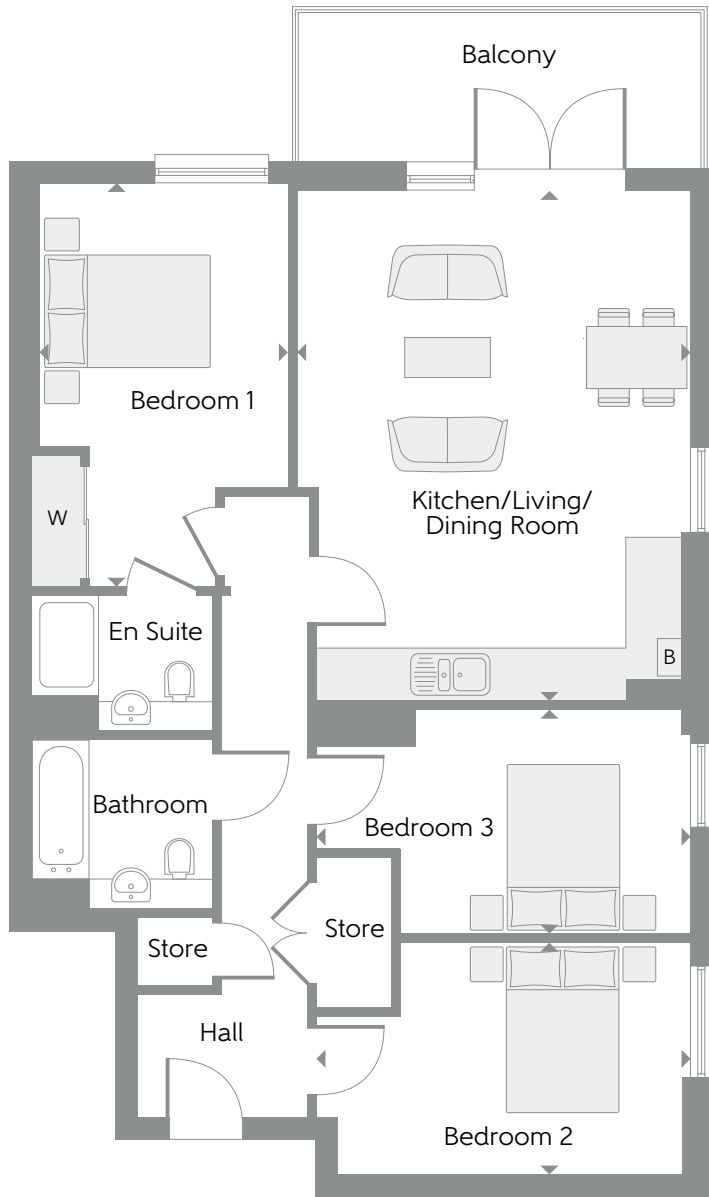 Balcony
Bedroom 1
W
Kitchen/Living/
Dining Room
En Suite
B
Bathroom
Bedroom 3
Store
Store
Hall
Bedroom 2